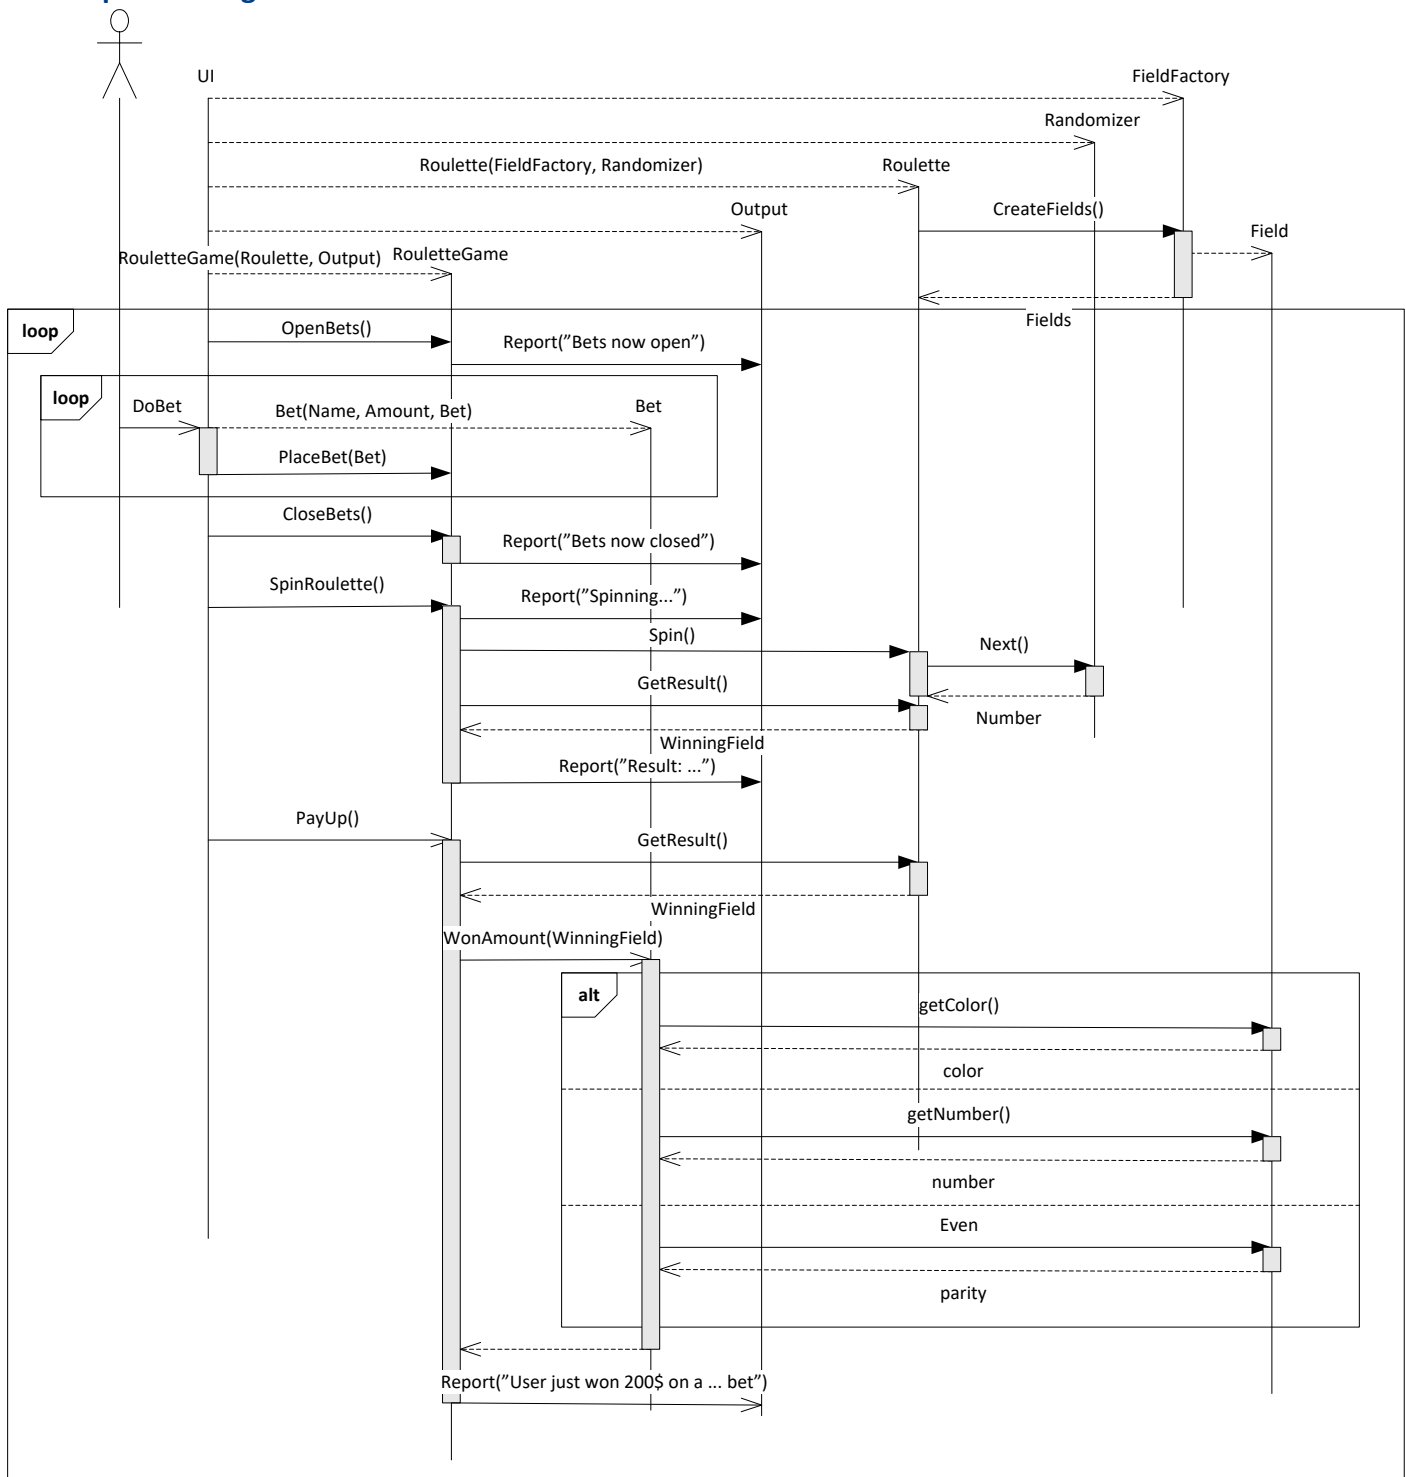 UI
FieldFactory
Randomizer
Roulette(FieldFactory, Randomizer)
Roulette
Output
CreateFields()
Field
RouletteGame(Roulette, Output)
RouletteGame
Fields
loop
OpenBets()
Report(”Bets now open”)
loop
DoBet
Bet(Name, Amount, Bet)
Bet
PlaceBet(Bet)
CloseBets()
Report(”Bets now closed”)
SpinRoulette()
Report(”Spinning...”)
Spin()
Next()
GetResult()
Number
WinningField
Report(”Result: ...”)
PayUp()
GetResult()
WinningField
WonAmount(WinningField)
alt
getColor()
color
getNumber()
number
Even
parity
Report(”User just won 200$ on a ... bet”)